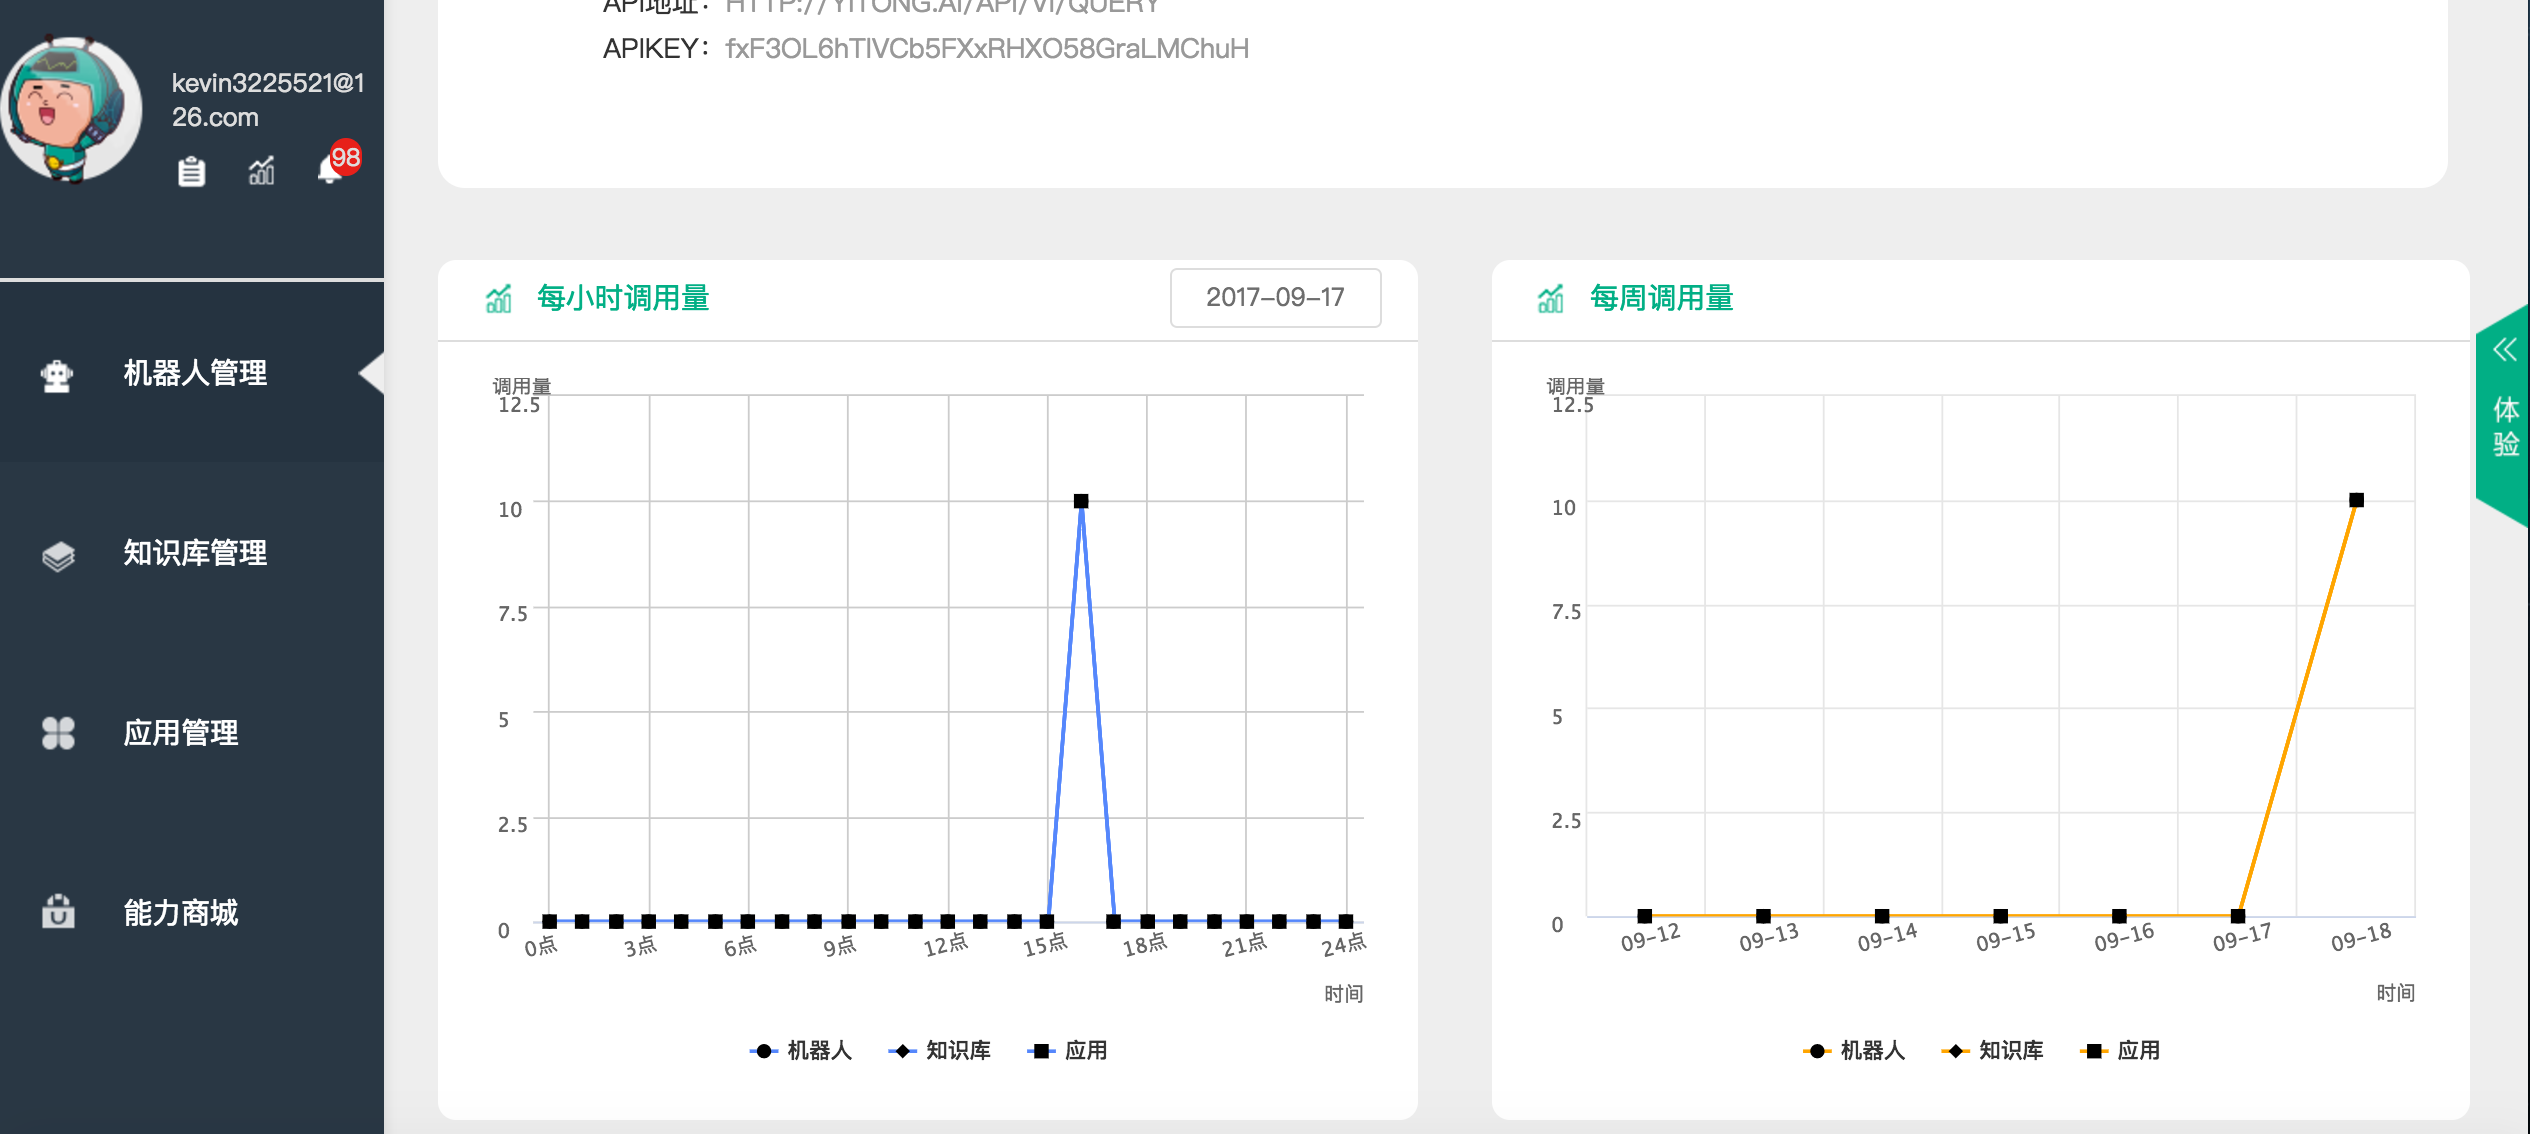 API地址：HTTP://YITONG.AI/API/V1/QUERY
APIKEY：fxF3OL6hTlVCb5FXxRHXO58GraLMChuH
kevin3225521@1
26.com
98
机器人管理
知识库管理
应用管理
能力商城
每小时调用量
2017-09-17
调用量
12.5
10
7.5
5
2.5
0
0点 3点 6点 9点 12点 15点 18点 21点 24点
时间
机器人 知识库 应用
每周调用量
调用量
12.5
10
7.5
5
2.5
0
09-12 09-13 09-14 09-15 09-16 09-17 09-18
时间
机器人 知识库 应用
体
验